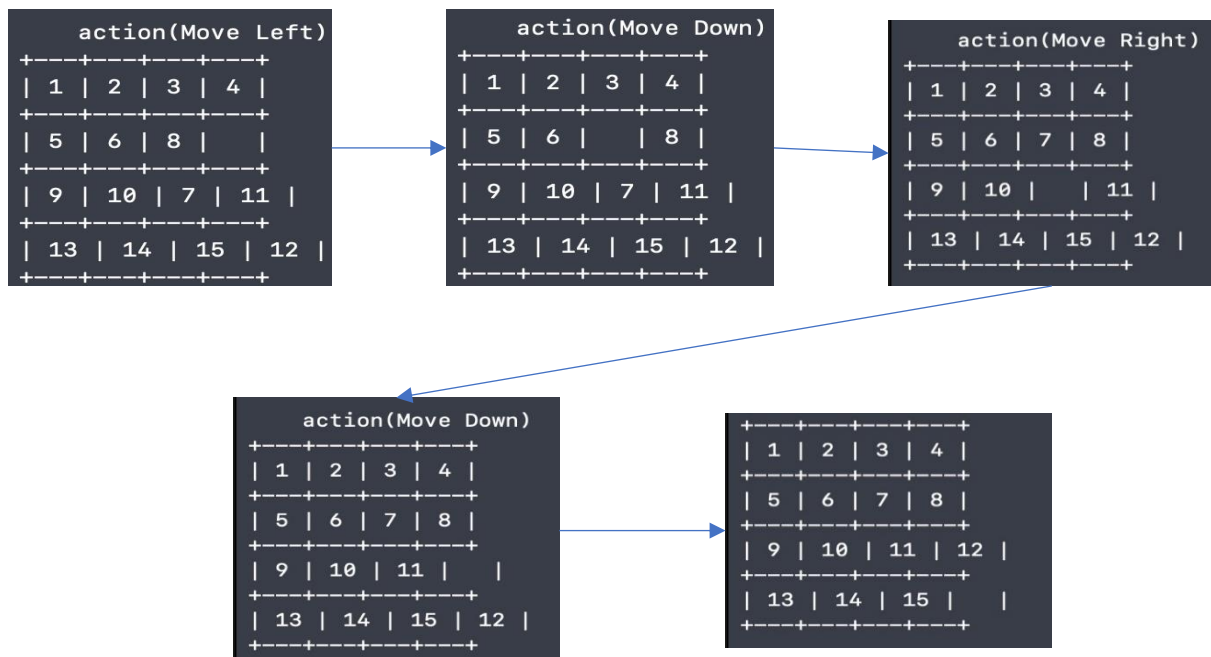 action(Move Left)
+---+---+---+---+
| 1 | 2 | 3 | 4 |
+---+---+---+---+
| 5 | 6 | 8 |   |
+---+---+---+---+
| 9 | 10 | 7 | 11 |
+---+---+---+---+
| 13 | 14 | 15 | 12 |
+---+---+---+---+
action(Move Down)
+---+---+---+---+
| 1 | 2 | 3 | 4 |
+---+---+---+---+
| 5 | 6 |   | 8 |
+---+---+---+---+
| 9 | 10 | 7 | 11 |
+---+---+---+---+
| 13 | 14 | 15 | 12 |
+---+---+---+---+
action(Move Right)
+---+---+---+---+
| 1 | 2 | 3 | 4 |
+---+---+---+---+
| 5 | 6 | 7 | 8 |
+---+---+---+---+
| 9 | 10 |   | 11 |
+---+---+---+---+
| 13 | 14 | 15 | 12 |
+---+---+---+---+
action(Move Down)
+---+---+---+---+
| 1 | 2 | 3 | 4 |
+---+---+---+---+
| 5 | 6 | 7 | 8 |
+---+---+---+---+
| 9 | 10 | 11 |   |
+---+---+---+---+
| 13 | 14 | 15 | 12 |
+---+---+---+---+
+---+---+---+---+
| 1 | 2 | 3 | 4 |
+---+---+---+---+
| 5 | 6 | 7 | 8 |
+---+---+---+---+
| 9 | 10 | 11 | 12 |
+---+---+---+---+
| 13 | 14 | 15 |   |
+---+---+---+---+